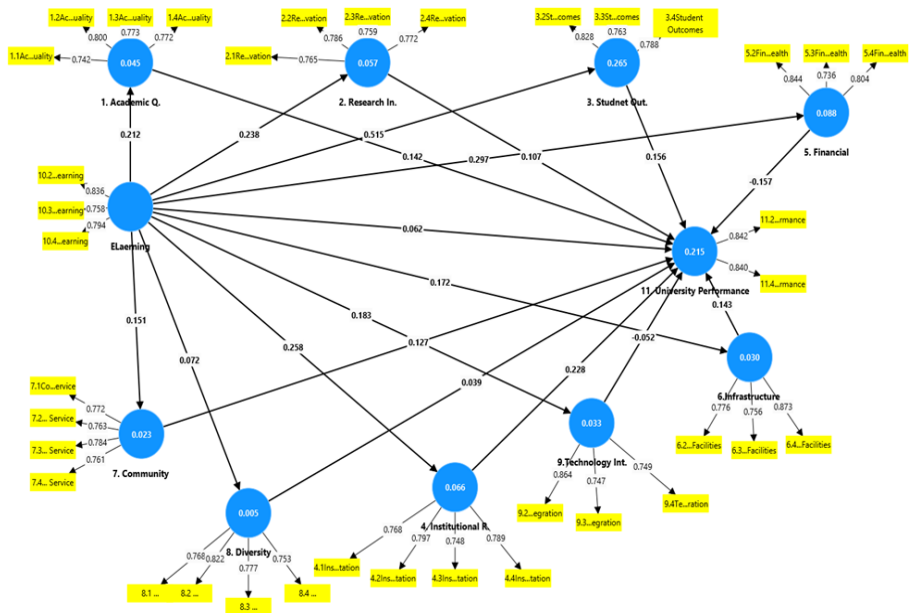 1.2Ac...uality
1.3Ac...uality
1.4Ac...uality
0.800
0.773
0.772
1.1Ac...uality
0.742
0.045
1. Academic Q.
2.2Re...vation
2.3Re...vation
2.4Re...vation
0.786
0.759
0.772
2.1Re...vation
0.765
0.057
2. Research In.
3.2St...comes
3.3St...comes
3.4Student
Outcomes
0.828
0.763
0.788
0.265
3. Studnet Out.
5.2Fin...ealth
5.3Fin...ealth
5.4Fin...ealth
0.844
0.736
0.804
0.088
5. Financial
0.212
0.238
0.515
0.142
0.297
0.107
0.156
-0.157
10.2...earning
0.836
10.3...earning
0.758
10.4...earning
0.794
ELaerning
0.062
11.2...rmance
0.842
0.215
0.840
11.4...rmance
11. University Performance
0.172
0.143
0.151
0.183
0.127
-0.052
0.072
0.258
0.228
0.039
0.030
6.Infrastructure
0.776
0.756
0.873
6.2...Facilities
6.3...Facilities
6.4...Facilities
7.1Co...ervice
0.772
7.2... Service
0.763
7.3... Service
0.784
7.4... Service
0.761
0.023
7. Community
0.033
9.Technology Int.
0.864
0.747
0.749
9.2...egration
9.3...egration
9.4Te...ration
0.066
4. Institutional R.
0.768
0.797
0.748
0.789
4.1Ins...tation
4.2Ins...tation
4.3Ins...tation
4.4Ins...tation
0.005
8. Diversity
0.768
0.822
0.777
0.753
8.1 ...
8.2 ...
8.3 ...
8.4 ...